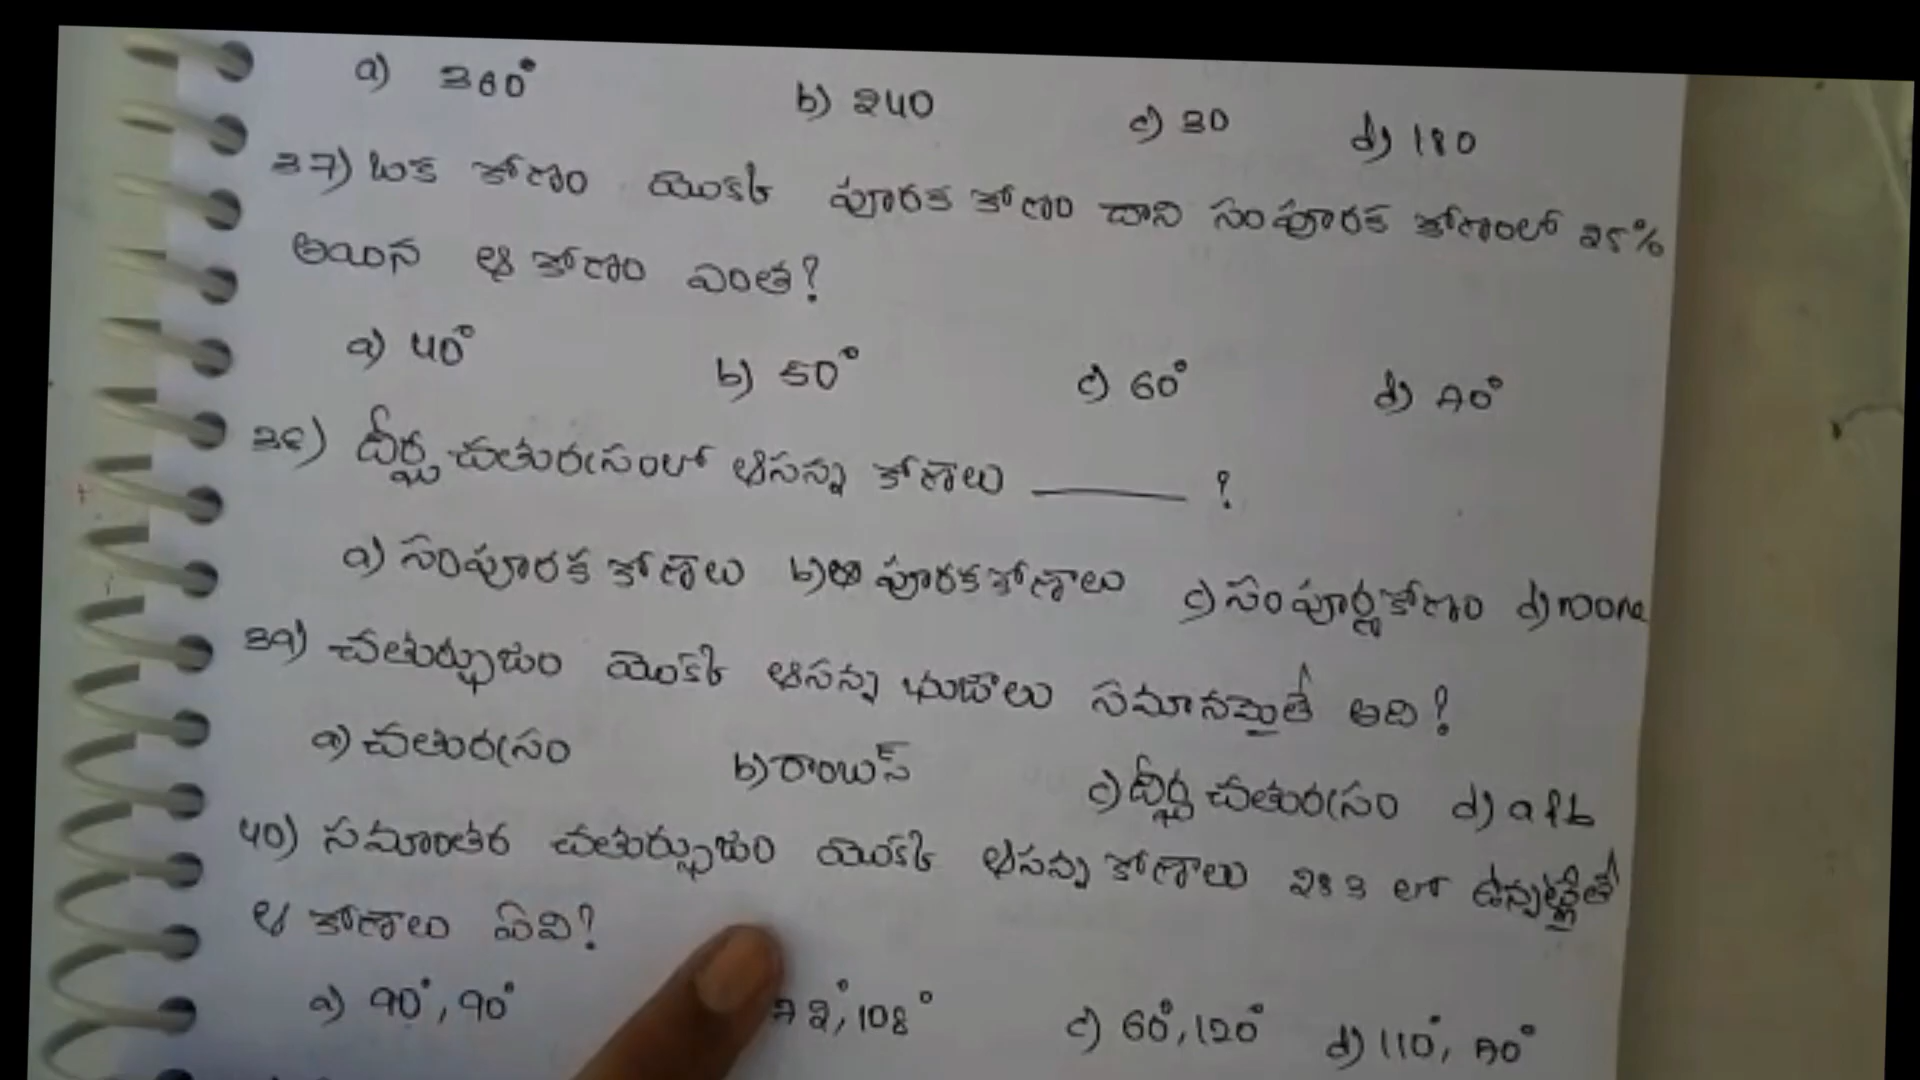 a) 360° b) 240 c) 30 d) 180
37) ఒక కోణం యొక్క పూరక కోణం దాని సంపూరక కోణంలో 25%
అయిన ఆ కోణం ఎంత?
a) 40° b) 50° c) 60° d) 70°
38) దీర్ఘ చతురస్రంలో ఆసన్న కోణాలు ______ ?
a) సంపూరక కోణాలు b) పూరక కోణాలు c) సంపూర్ణ కోణం d) none
39) చతుర్భుజం యొక్క ఆసన్న భుజాలు సమానమైతే అది?
a) చతురస్రం b) రాంబస్ c) దీర్ఘ చతురస్రం d) a & b
40) సమాంతర చతుర్భుజం యొక్క ఆసన్న కోణాలు 2:3 లో ఉన్నట్లైతే
ఆ కోణాలు ఏవి?
a) 90°, 90° 72°, 108° c) 60°, 120° d) 110°, 70°